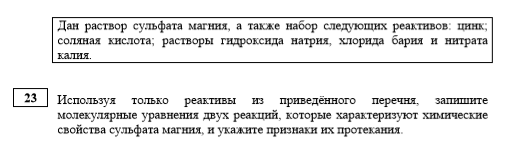 Дан раствор сульфата магния, а также набор следующих реактивов: цинк;
соляная кислота; растворы гидроксида натрия, хлорида бария и нитрата
калия.
23
Используя только реактивы из приведённого перечня, запишите
молекулярные уравнения двух реакций, которые характеризуют химические
свойства сульфата магния, и укажите признаки их протекания.